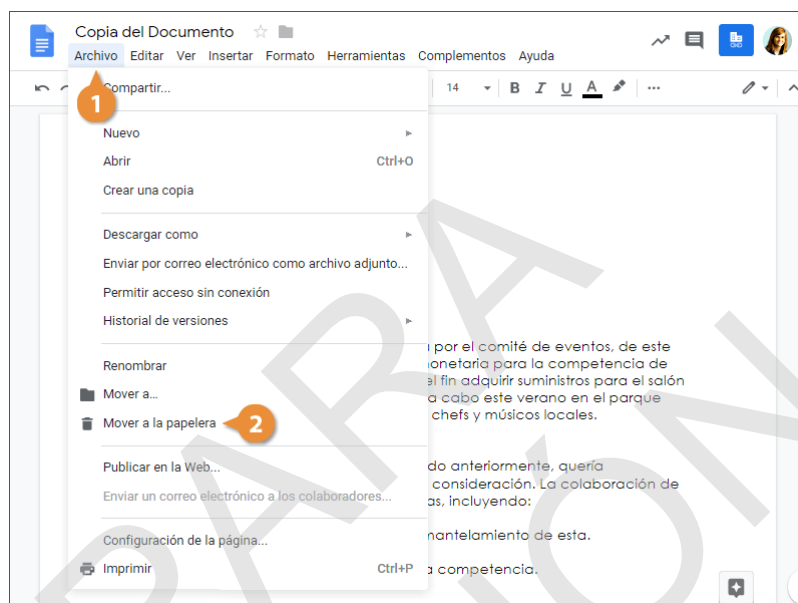 Copia del Documento
Archivo Editar Ver Insertar Formato Herramientas Complementos Ayuda
Compartir...
14 B I U A
1
Nuevo
Abrir Ctrl+O
Crear una copia
Descargar como
Enviar por correo electrónico como archivo adjunto...
Permitir acceso sin conexión
Historial de versiones
por el comité de eventos, de este
Renombrar
onetaria para la competencia de
Mover a...
el fin adquirir suministros para el salón
a cabo este verano en el parque
Mover a la papelera 2
chefs y músicos locales.
Publicar en la Web...
do anteriormente, quería
Enviar un correo electrónico a los colaboradores...
consideración. La colaboración de
as, incluyendo:
Configuración de la página...
mantelamiento de esta.
Imprimir Ctrl+P
a competencia.
PARA